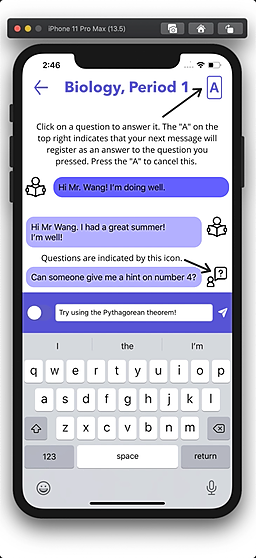 iPhone 11 Pro Max (13.5)
2:46
Biology, Period 1
A
Click on a question to answer it. The "A" on the
top right indicates that your next message will
register as an answer to the question you
pressed. Press the "A" to cancel this.
Hi Mr. Wang! I'm doing well.
Hi Mr Wang. I had a great summer!
I'm well!
Questions are indicated by this icon.
?
Can someone give me a hint on number 4?
Try using the Pythagorean theorem!
I the I'm
q w e r t y u i o p
a s d f g h j k l
z x c v b n m
123 space return